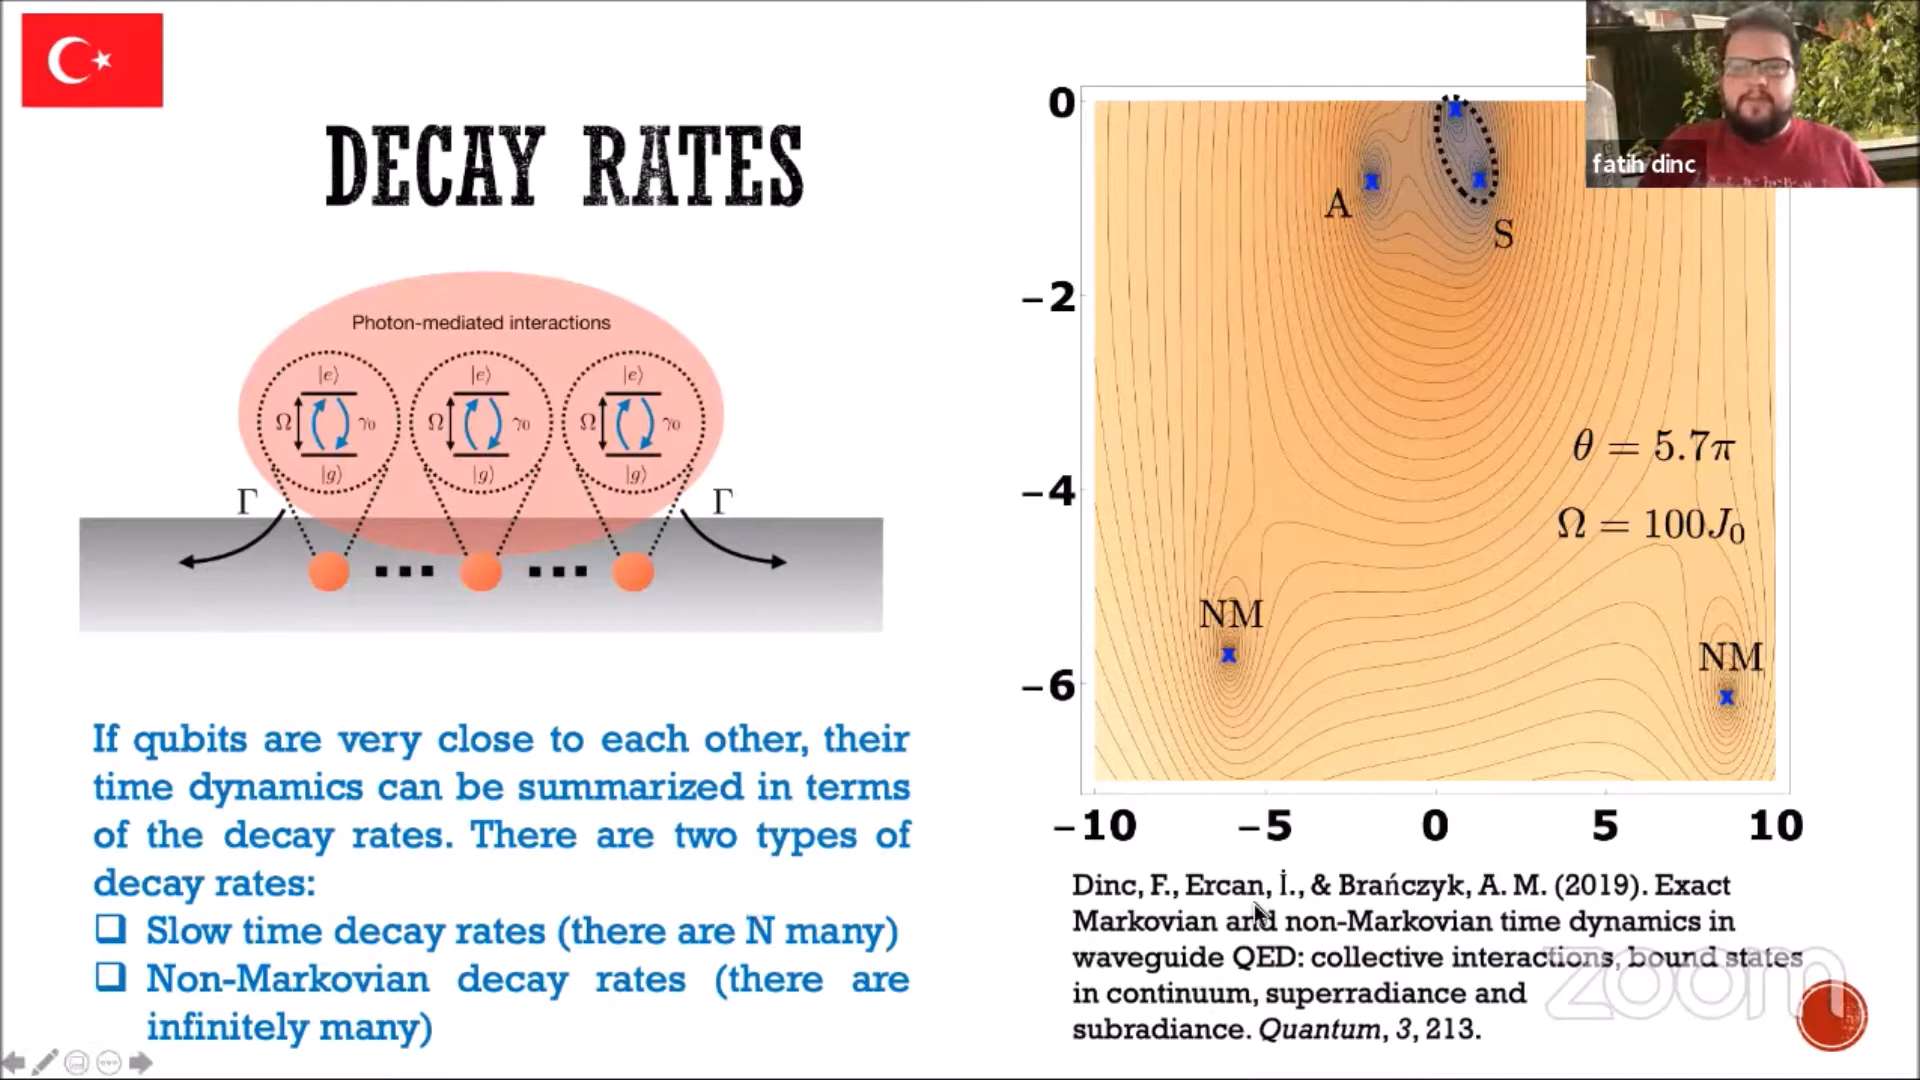 DECAY RATES
Photon-mediated interactions
|e⟩ |e⟩ |e⟩
Ω γ₀ Ω γ₀ Ω γ₀
|g⟩ |g⟩ |g⟩
Γ Γ
If qubits are very close to each other, their
time dynamics can be summarized in terms
of the decay rates. There are two types of
decay rates:
❑ Slow time decay rates (there are N many)
❑ Non-Markovian decay rates (there are
infinitely many)
fatih dinc
0
−2
−4
−6
A
S
θ = 5.7π
Ω = 100J₀
NM
NM
−10 −5 0 5 10
Dinc, F., Ercan, İ., & Brańczyk, A. M. (2019). Exact
Markovian and non-Markovian time dynamics in
waveguide QED: collective interactions, bound states
in continuum, superradiance and
subradiance. Quantum, 3, 213.
zoom